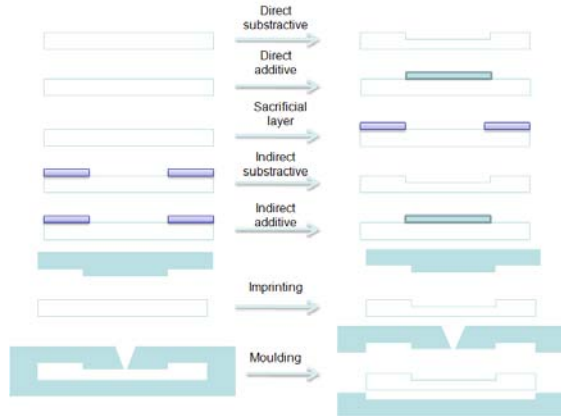 Direct
substractive
Direct
additive
Sacrificial
layer
Indirect
substractive
Indirect
additive
Imprinting
Moulding